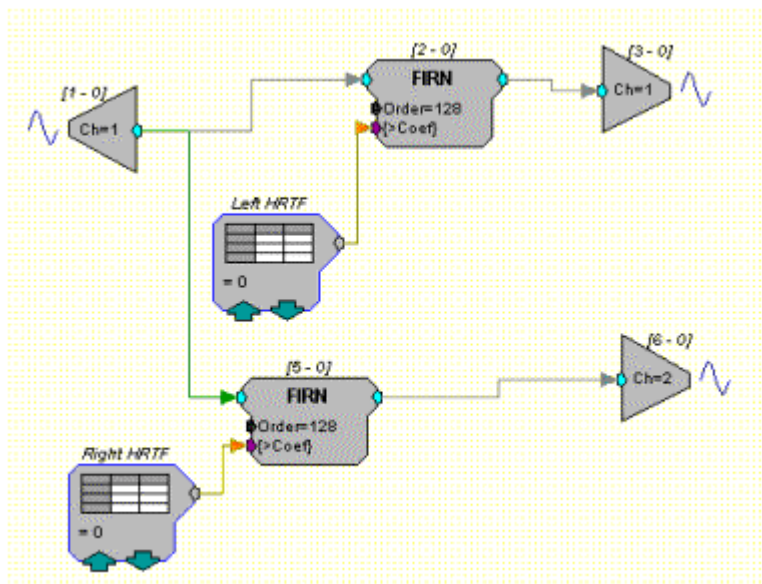 [2 - 0]
[3 - 0]
FIRN
[1 - 0]
Ch=1
Order=128
{>Coef}
Ch=1
Left HRTF
= 0
[5 - 0]
[6 - 0]
FIRN
Ch=2
Order=128
{>Coef}
Right HRTF
= 0